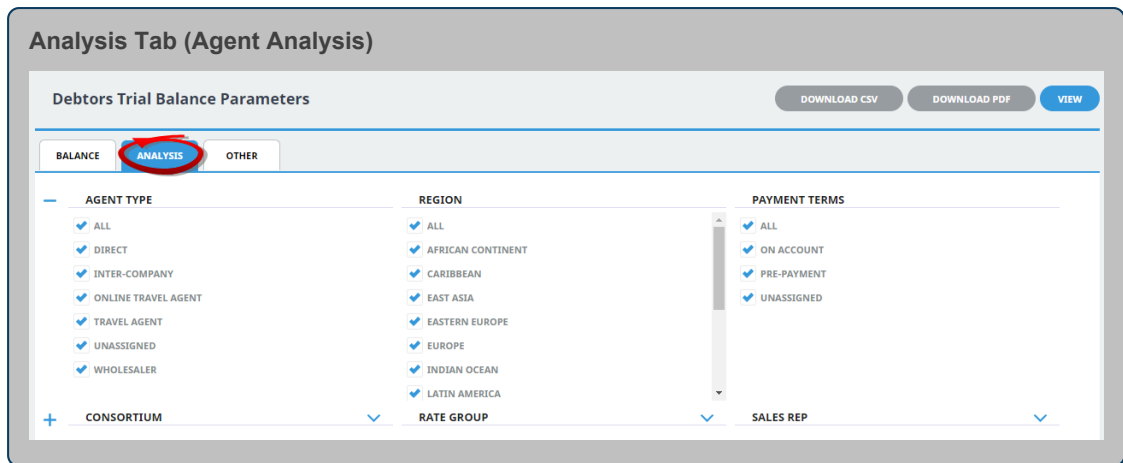 Analysis Tab (Agent Analysis)
Debtors Trial Balance Parameters
DOWNLOAD CSV
DOWNLOAD PDF
VIEW
BALANCE
ANALYSIS
OTHER
AGENT TYPE
ALL
DIRECT
INTER-COMPANY
ONLINE TRAVEL AGENT
TRAVEL AGENT
UNASSIGNED
WHOLESALER
REGION
ALL
AFRICAN CONTINENT
CARIBBEAN
EAST ASIA
EASTERN EUROPE
EUROPE
INDIAN OCEAN
LATIN AMERICA
PAYMENT TERMS
ALL
ON ACCOUNT
PRE-PAYMENT
UNASSIGNED
CONSORTIUM
RATE GROUP
SALES REP